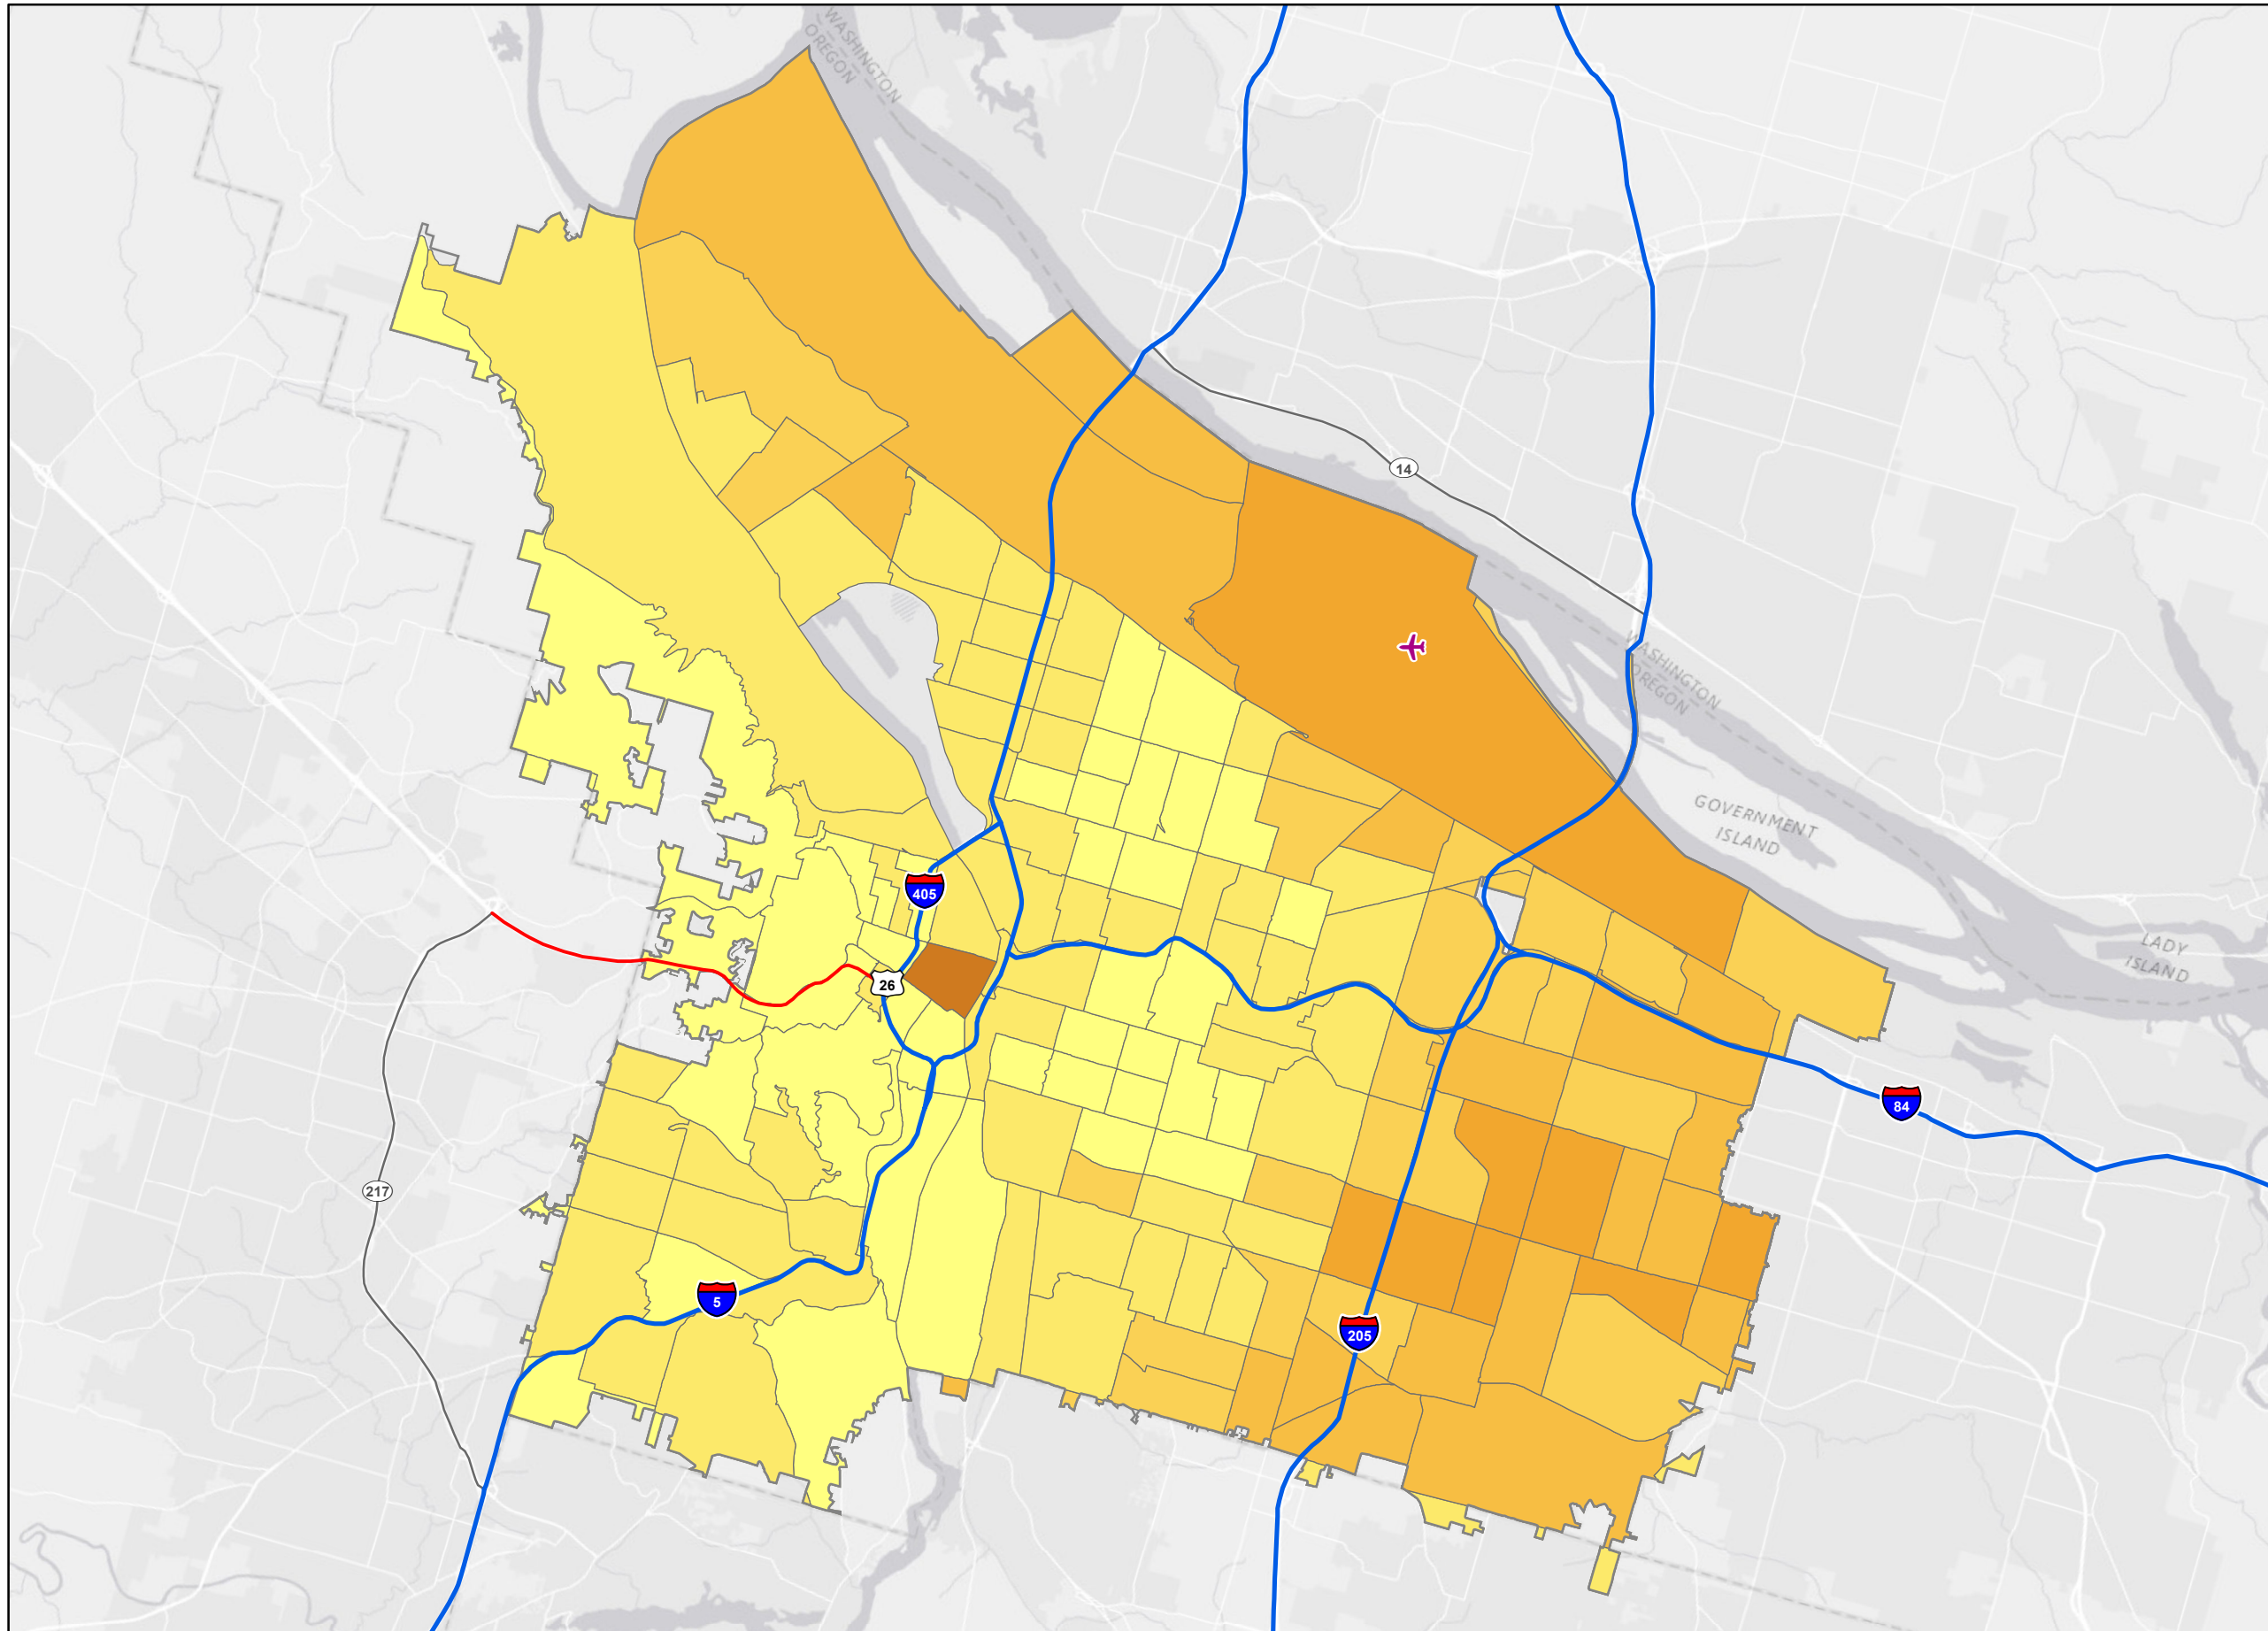 WASHINGTON
OREGON
14
WASHINGTON
OREGON
GOVERNMENT
ISLAND
405
LADY
ISLAND
26
84
217
5
205